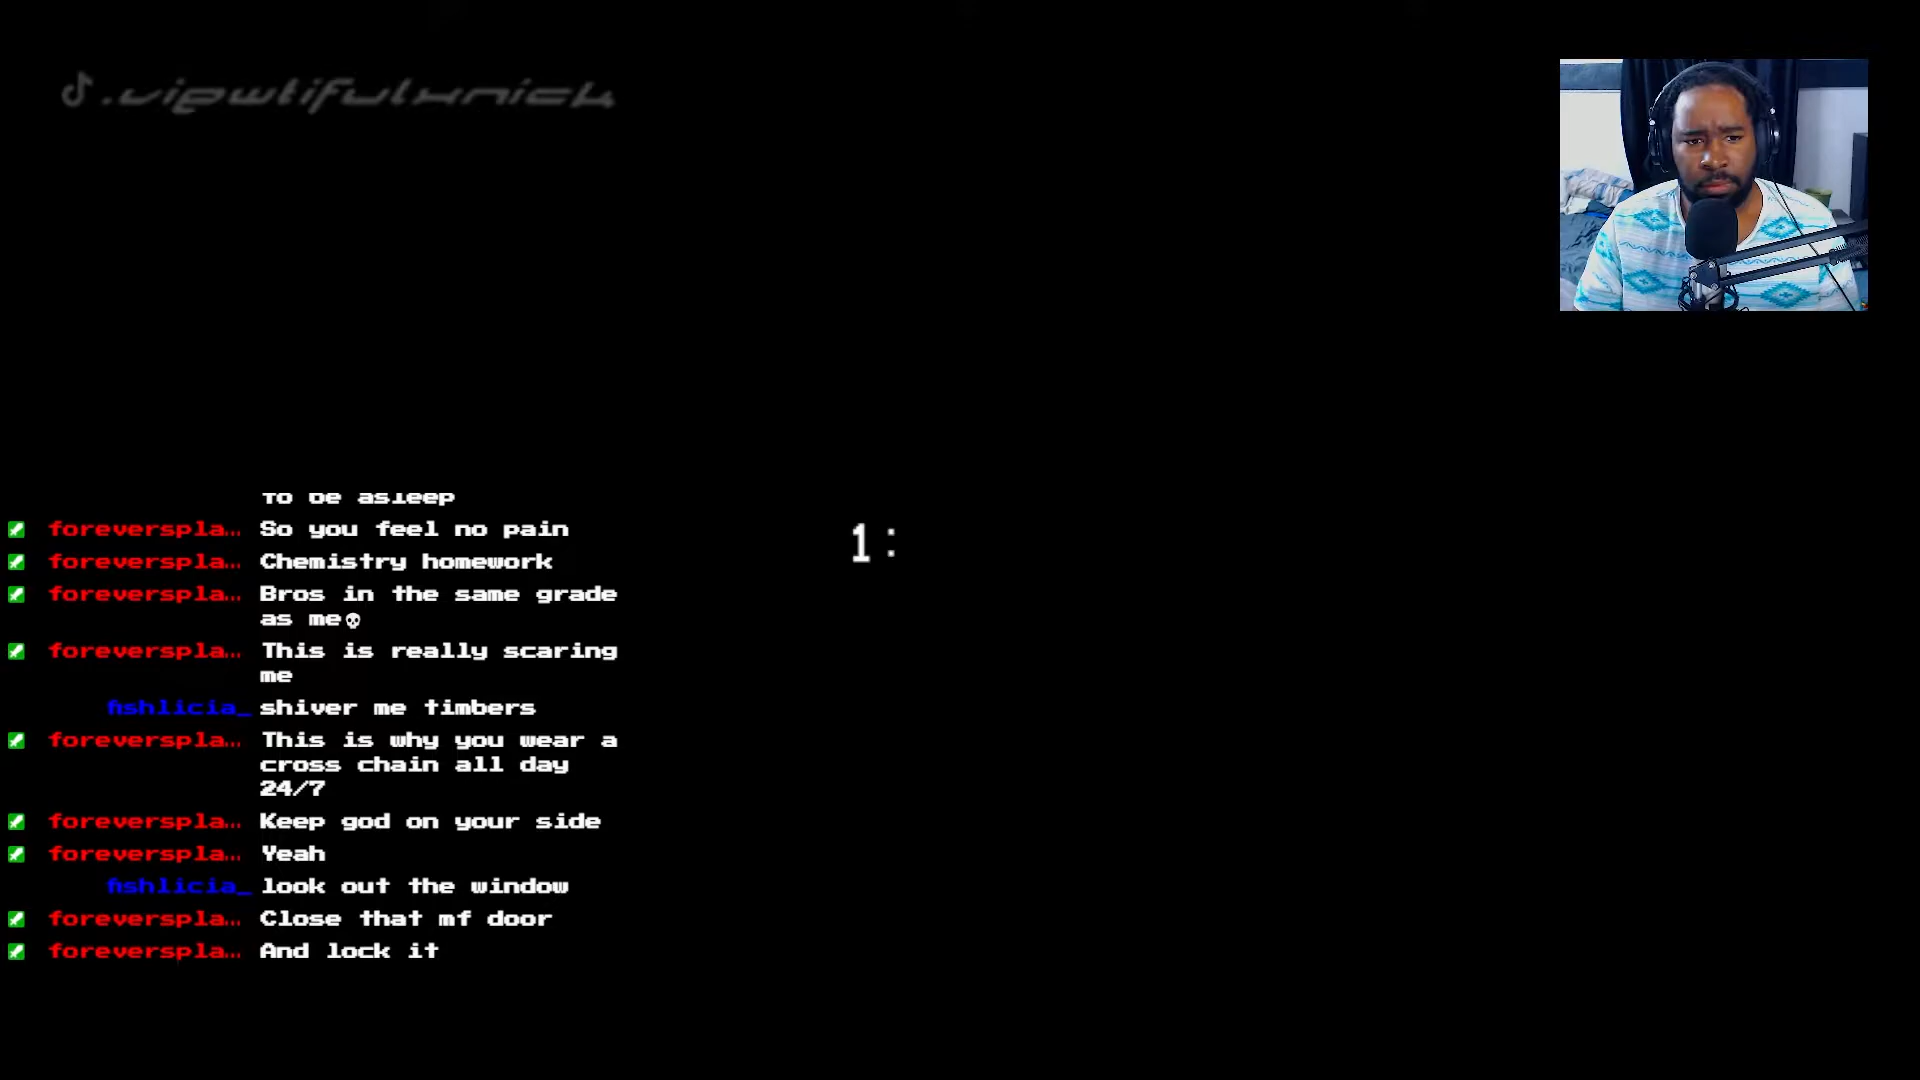 .viewtifulxnick
To be asleep
foreverspla... So you feel no pain
foreverspla... Chemistry homework
foreverspla... Bros in the same grade
as me💀
foreverspla... This is really scaring
me
fishlicia_ shiver me timbers
foreverspla... This is why you wear a
cross chain all day
24/7
foreverspla... Keep god on your side
foreverspla... Yeah
fishlicia_ look out the window
foreverspla... Close that mf door
foreverspla... And lock it
1: